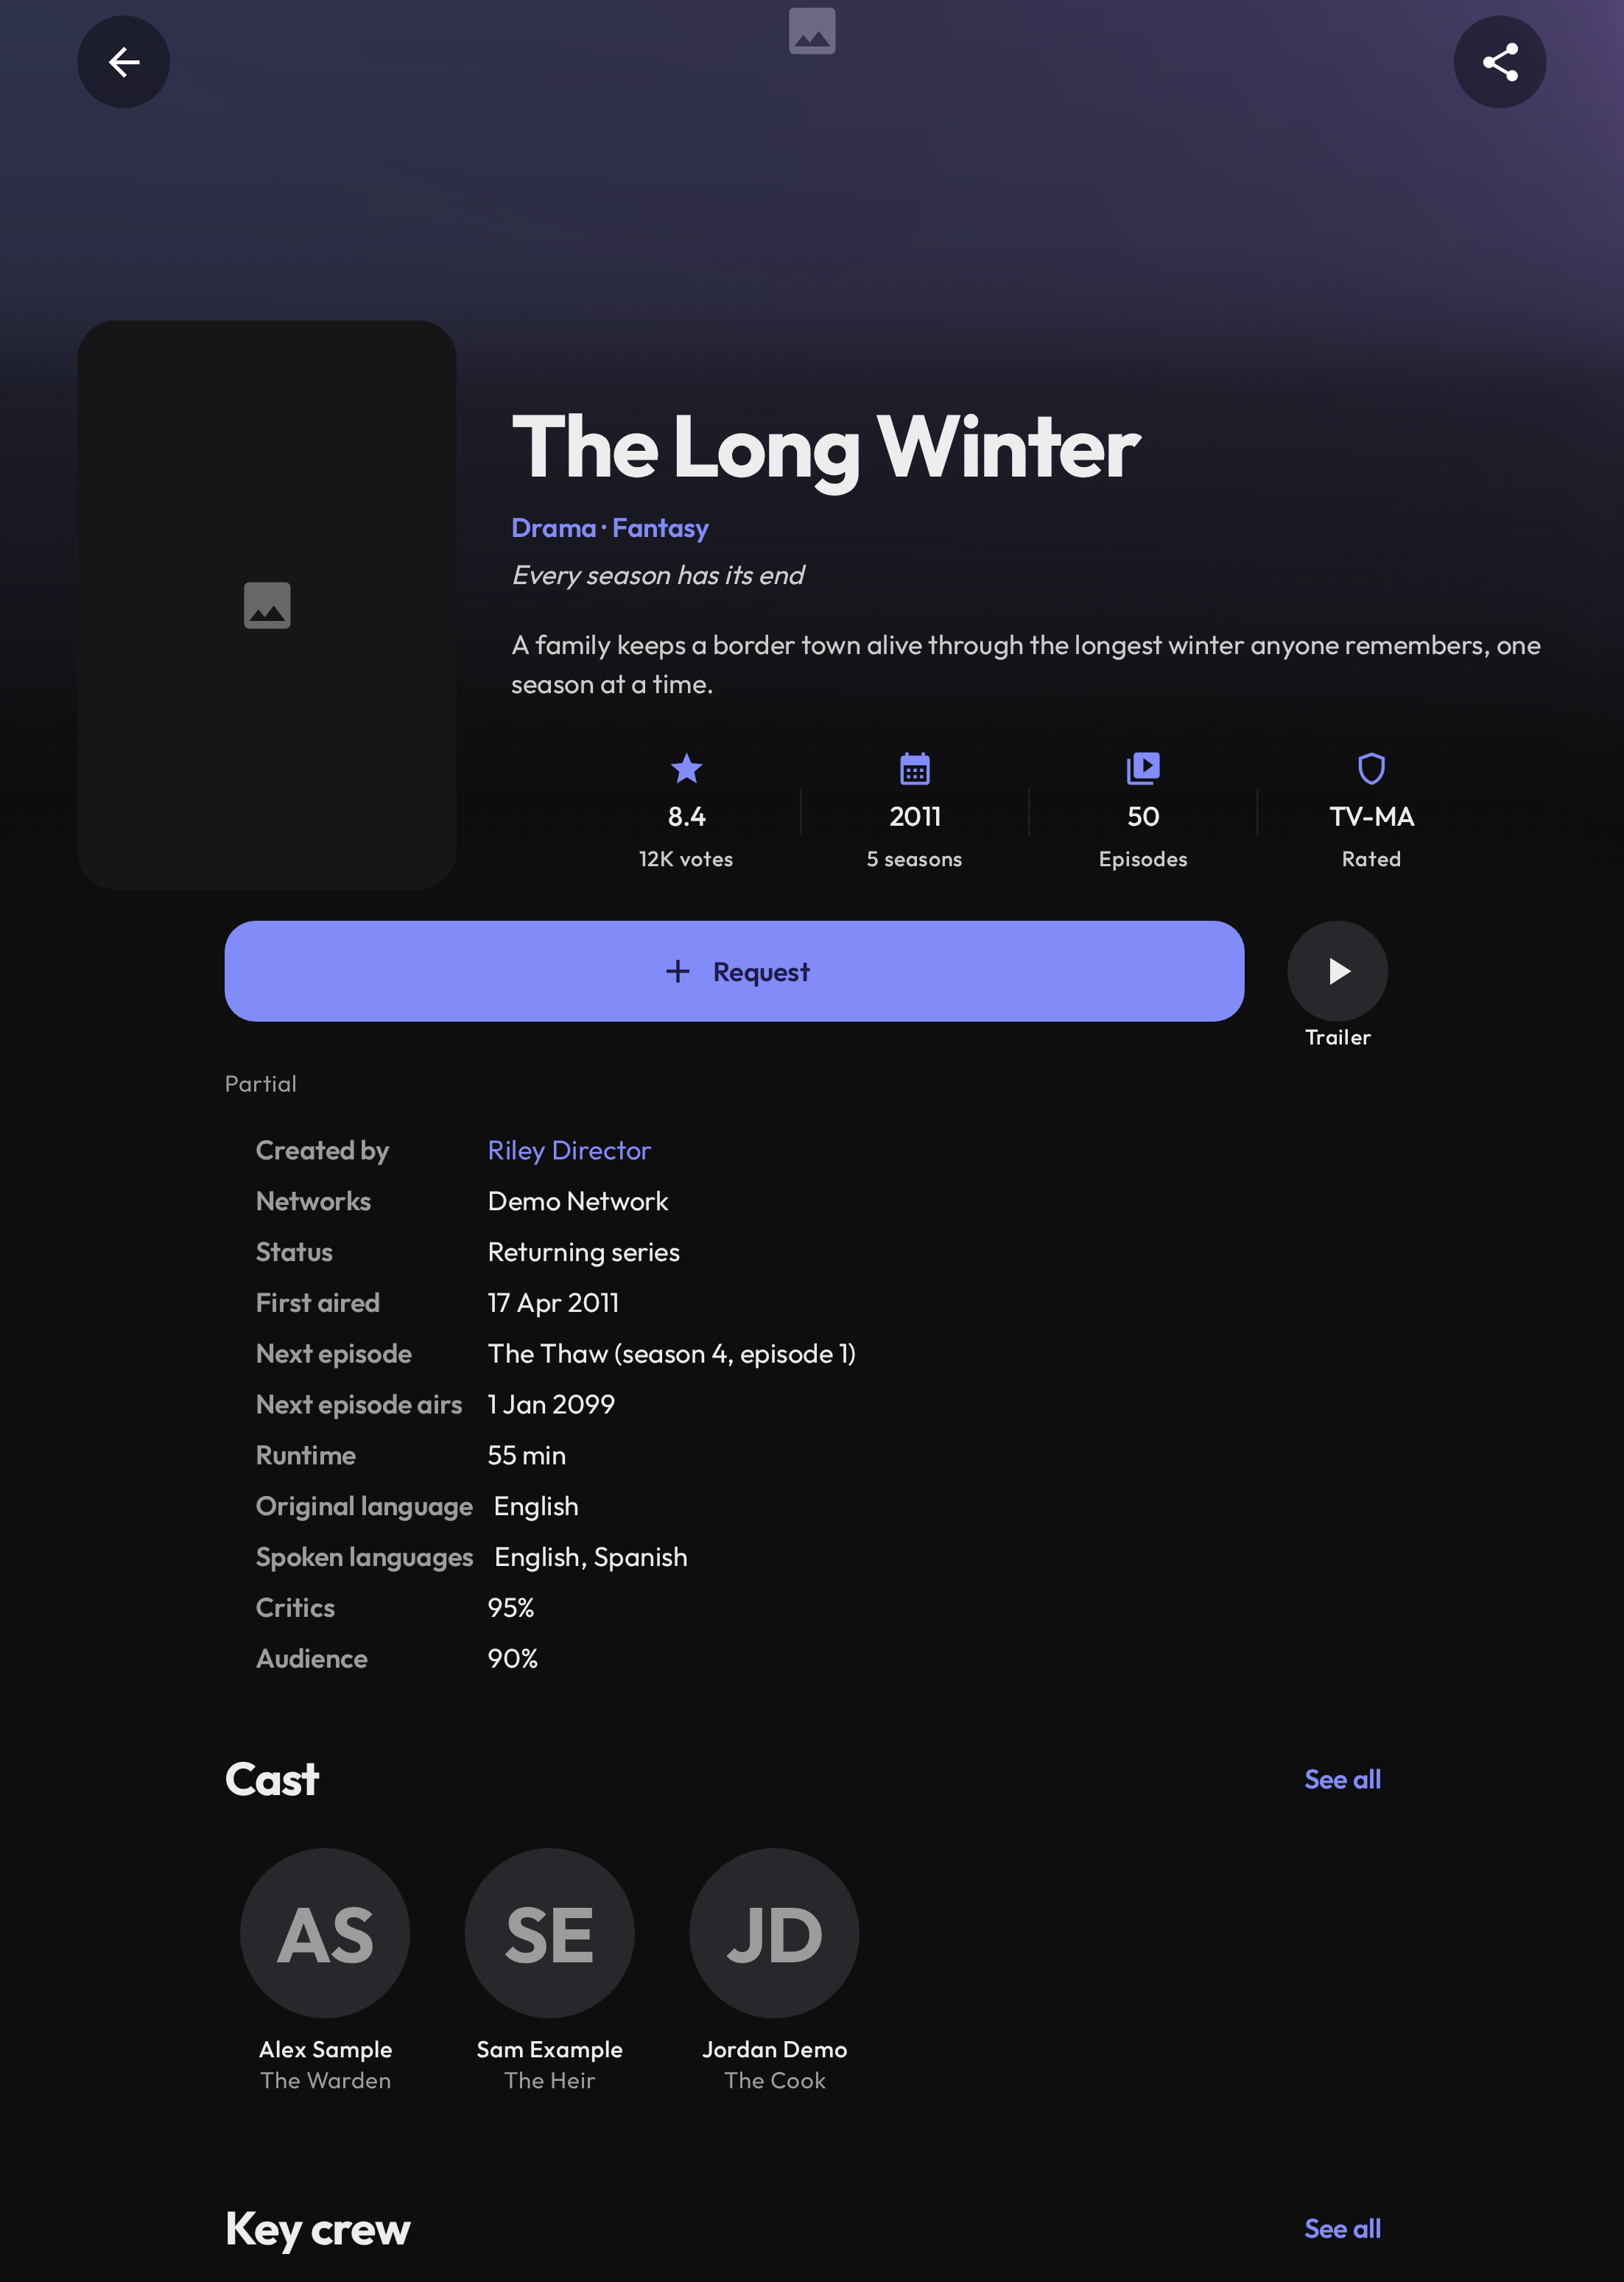 The Long Winter
Drama · Fantasy
Every season has its end
A family keeps a border town alive through the longest winter anyone remembers, one
season at a time.
8.4
12K votes
2011
5 seasons
50
Episodes
TV-MA
Rated
Request
Trailer
Partial
Created by Riley Director
Networks Demo Network
Status Returning series
First aired 17 Apr 2011
Next episode The Thaw (season 4, episode 1)
Next episode airs 1 Jan 2099
Runtime 55 min
Original language English
Spoken languages English, Spanish
Critics 95%
Audience 90%
Cast See all
AS SE JD
Alex Sample Sam Example Jordan Demo
The Warden The Heir The Cook
Key crew See all